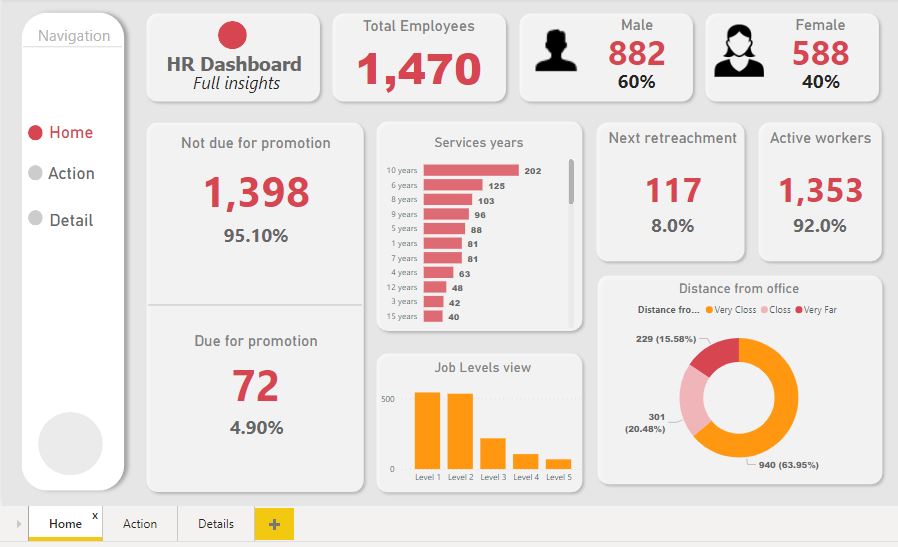 Navigation
Home
Action
Detail
HR Dashboard
Full insights
Total Employees
1,470
Male
882
60%
Female
588
40%
Not due for promotion
1,398
95.10%
Due for promotion
72
4.90%
Services years
10 years 202
6 years 125
8 years 103
9 years 96
5 years 88
1 years 81
7 years 81
4 years 63
12 years 48
3 years 42
15 years 40
Job Levels view
500
0
Level 1 Level 2 Level 3 Level 4 Level 5
Next retreachment
117
8.0%
Active workers
1,353
92.0%
Distance from office
Distance fro... Very Closs Closs Very Far
229 (15.58%)
301
(20.48%)
940 (63.95%)
Home x Action Details +